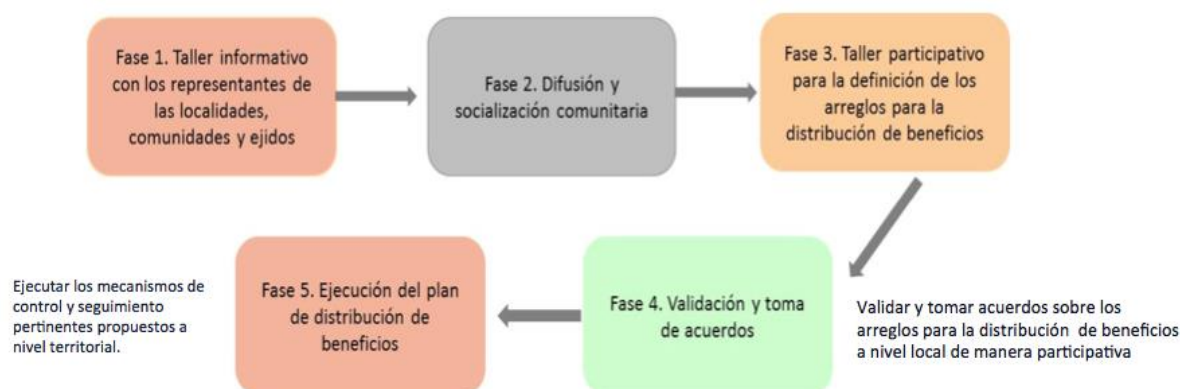 Fase 1. Taller informativo
con los representantes de
las localidades,
comunidades y ejidos
Fase 2. Difusión y
socialización comunitaria
Fase 3. Taller participativo
para la definición de los
arreglos para la
distribución de beneficios
Validar y tomar acuerdos sobre los
arreglos para la distribución de beneficios
a nivel local de manera participativa
Fase 4. Validación y toma
de acuerdos
Fase 5. Ejecución del plan
de distribución de
beneficios
Ejecutar los mecanismos de
control y seguimiento
pertinentes propuestos a
nivel territorial.